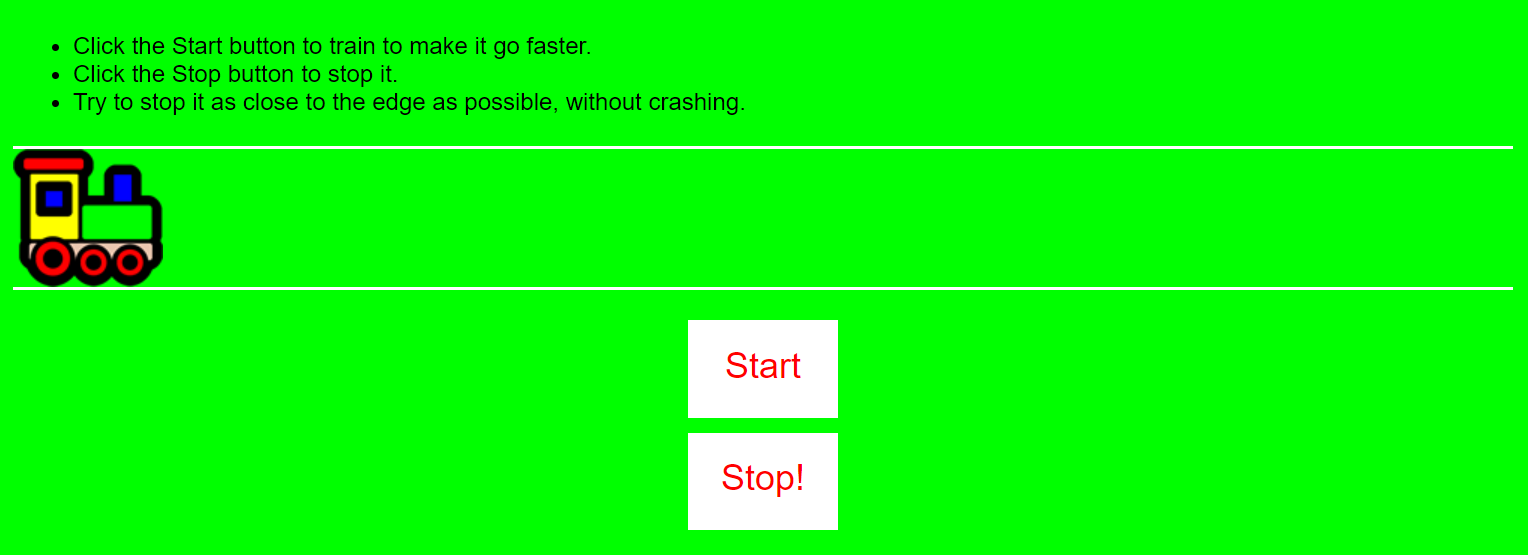 Click the Start button to train to make it go faster.
Click the Stop button to stop it.
Try to stop it as close to the edge as possible, without crashing.
Start
Stop!